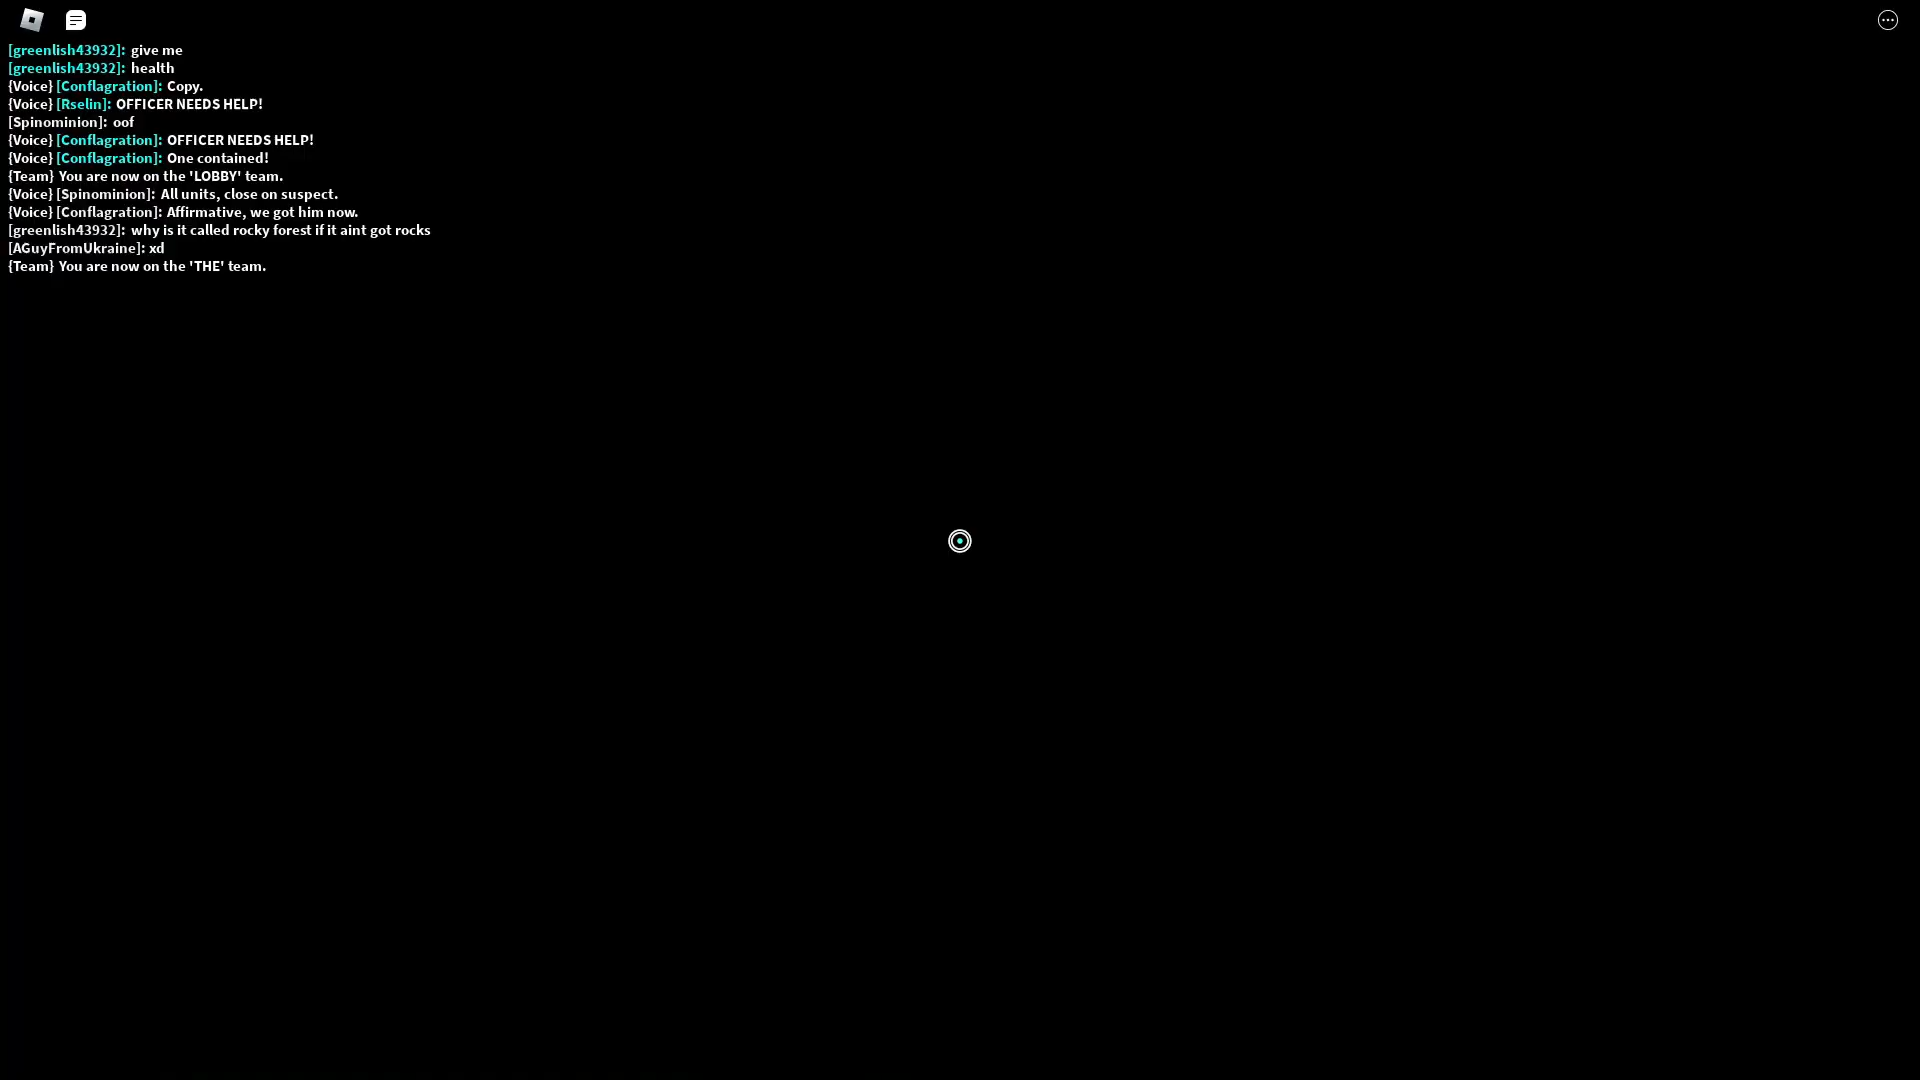 [greenlish43932]: give me
[greenlish43932]: health
{Voice} [Conflagration]: Copy.
{Voice} [Rselin]: OFFICER NEEDS HELP!
[Spinominion]: oof
{Voice} [Conflagration]: OFFICER NEEDS HELP!
{Voice} [Conflagration]: One contained!
{Team} You are now on the 'LOBBY' team.
{Voice} [Spinominion]: All units, close on suspect.
{Voice} [Conflagration]: Affirmative, we got him now.
[greenlish43932]: why is it called rocky forest if it aint got rocks
[AGuyFromUkraine]: xd
{Team} You are now on the 'THE' team.